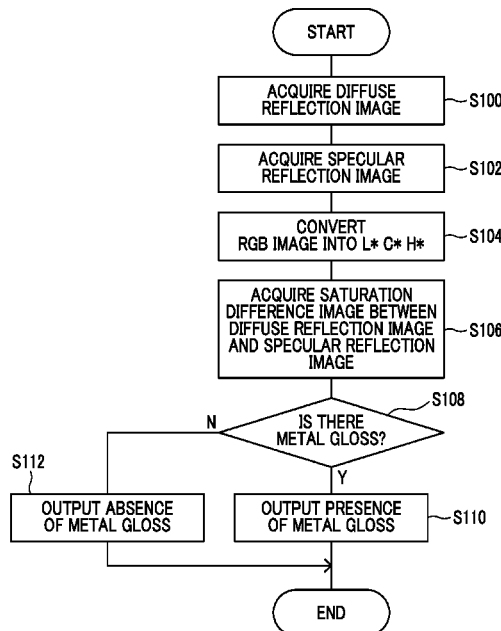 START
ACQUIRE DIFFUSE
REFLECTION IMAGE
S100
ACQUIRE SPECULAR
REFLECTION IMAGE
S102
CONVERT
RGB IMAGE INTO L* C* H*
S104
ACQUIRE SATURATION
DIFFERENCE IMAGE BETWEEN
DIFFUSE REFLECTION IMAGE
AND SPECULAR REFLECTION
IMAGE
S106
IS THERE
METAL GLOSS?
S108
N
Y
S112
OUTPUT ABSENCE
OF METAL GLOSS
OUTPUT PRESENCE
OF METAL GLOSS
S110
END